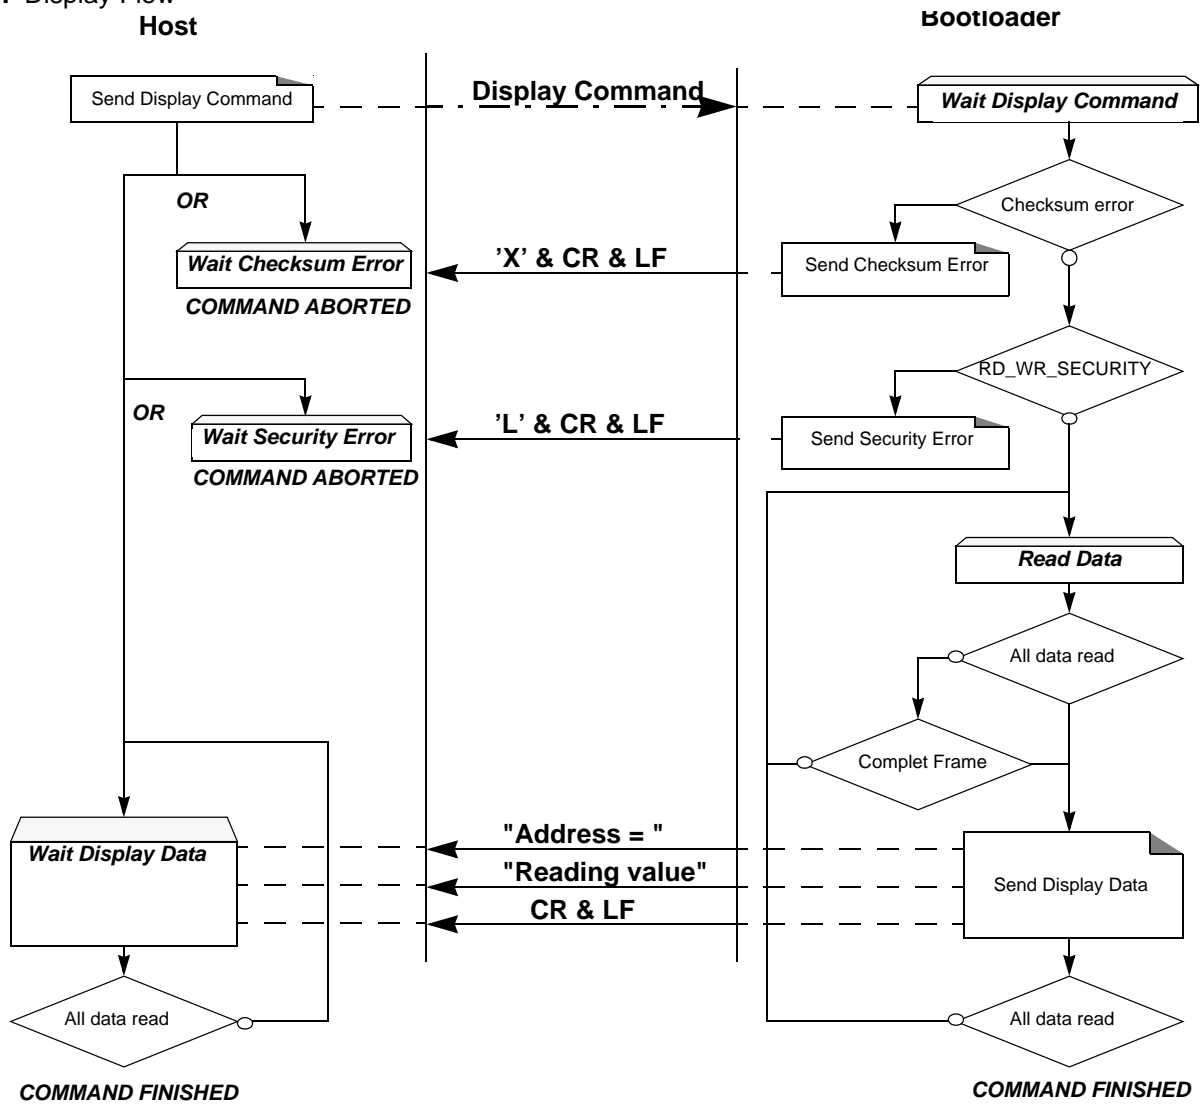 Display Flow
Host
Bootloader
Send Display Command
Display Command
Wait Display Command
OR
Checksum error
Wait Checksum Error
'X' & CR & LF
Send Checksum Error
COMMAND ABORTED
RD_WR_SECURITY
OR
Wait Security Error
'L' & CR & LF
Send Security Error
COMMAND ABORTED
Read Data
All data read
Complet Frame
Wait Display Data
"Address = "
"Reading value"
CR & LF
Send Display Data
All data read
All data read
COMMAND FINISHED
COMMAND FINISHED